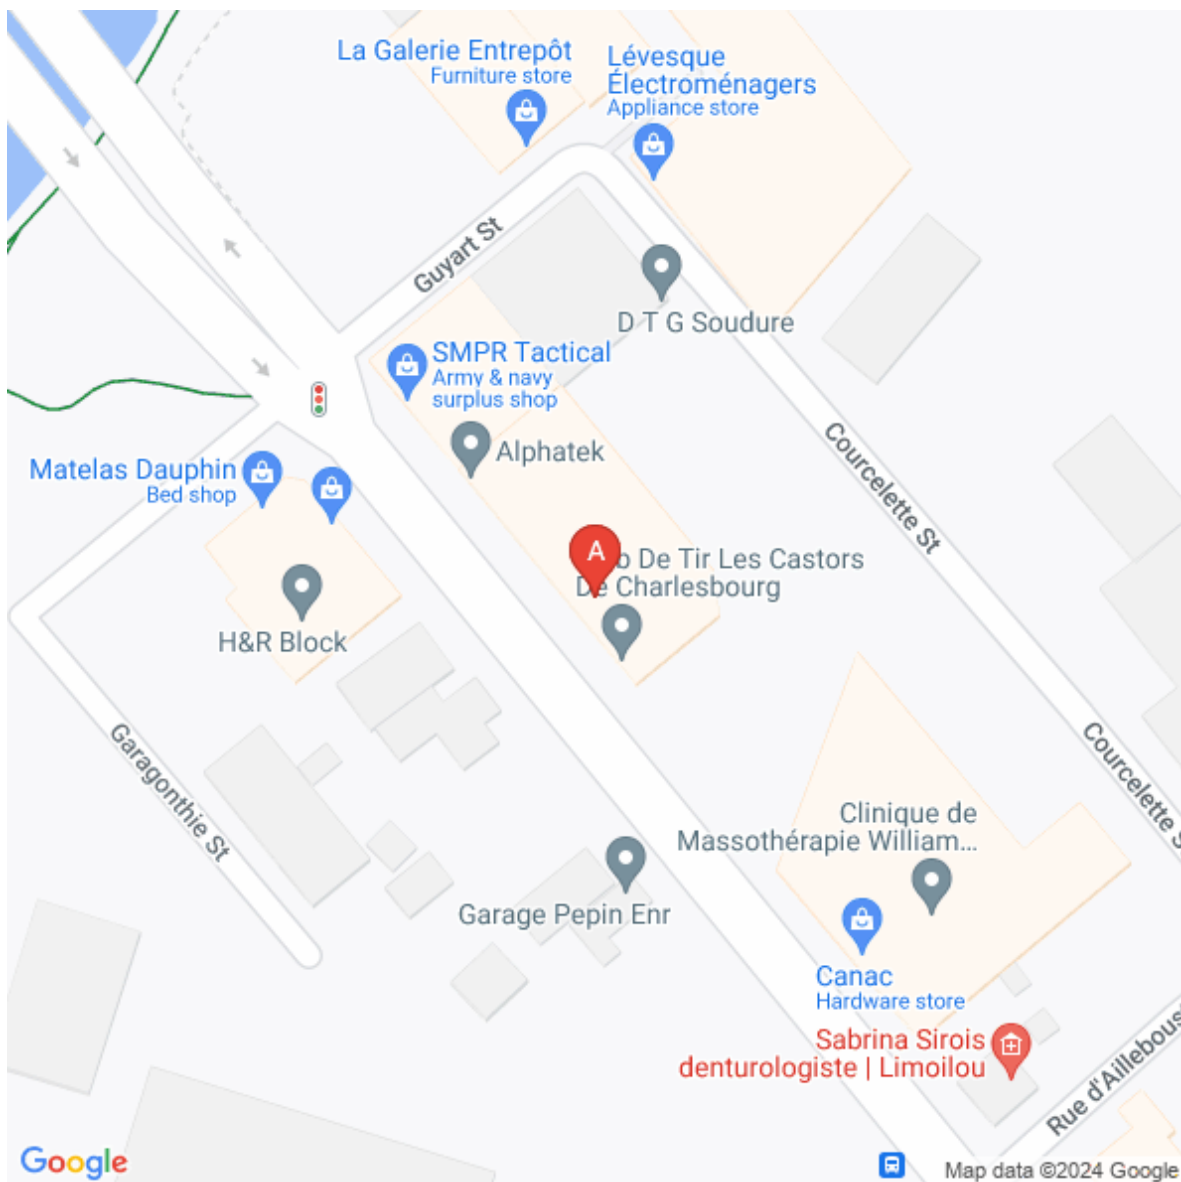 La Galerie Entrepôt
Furniture store
Lévesque
Électroménagers
Appliance store
Guyart St
D T G Soudure
SMPR Tactical
Army & navy
surplus shop
Alphatek
Courcelette St
Matelas Dauphin
Bed shop
A
De Tir Les Castors
De Charlesbourg
H&R Block
Garagonthie St
Courcelette
Clinique de
Massothérapie William...
Garage Pepin Enr
Canac
Hardware store
Sabrina Sirois
denturologiste | Limoilou
Rue
Google
Map data ©2024 Google